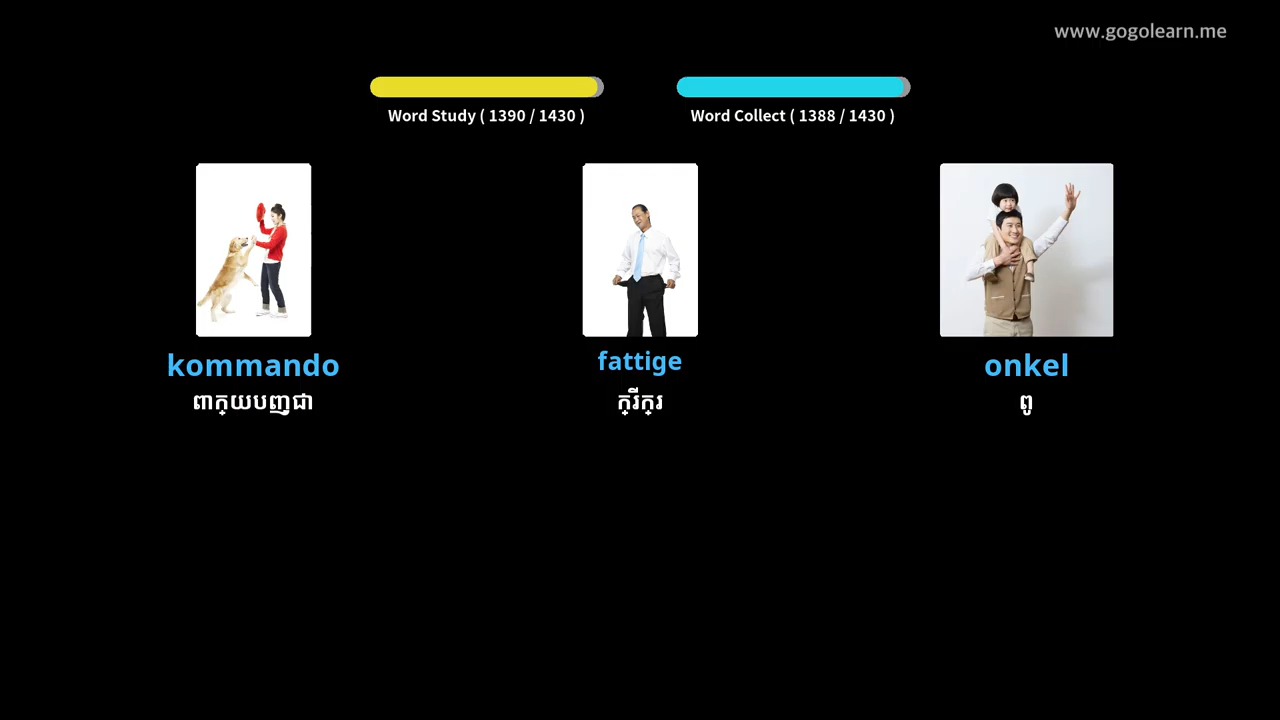 www.gogolearn.me
Word Study ( 1390 / 1430 )
Word Collect ( 1388 / 1430 )
kommando
fattige
onkel
ពាក្យបញ្ជា
ក្រីក្រ
ពូ